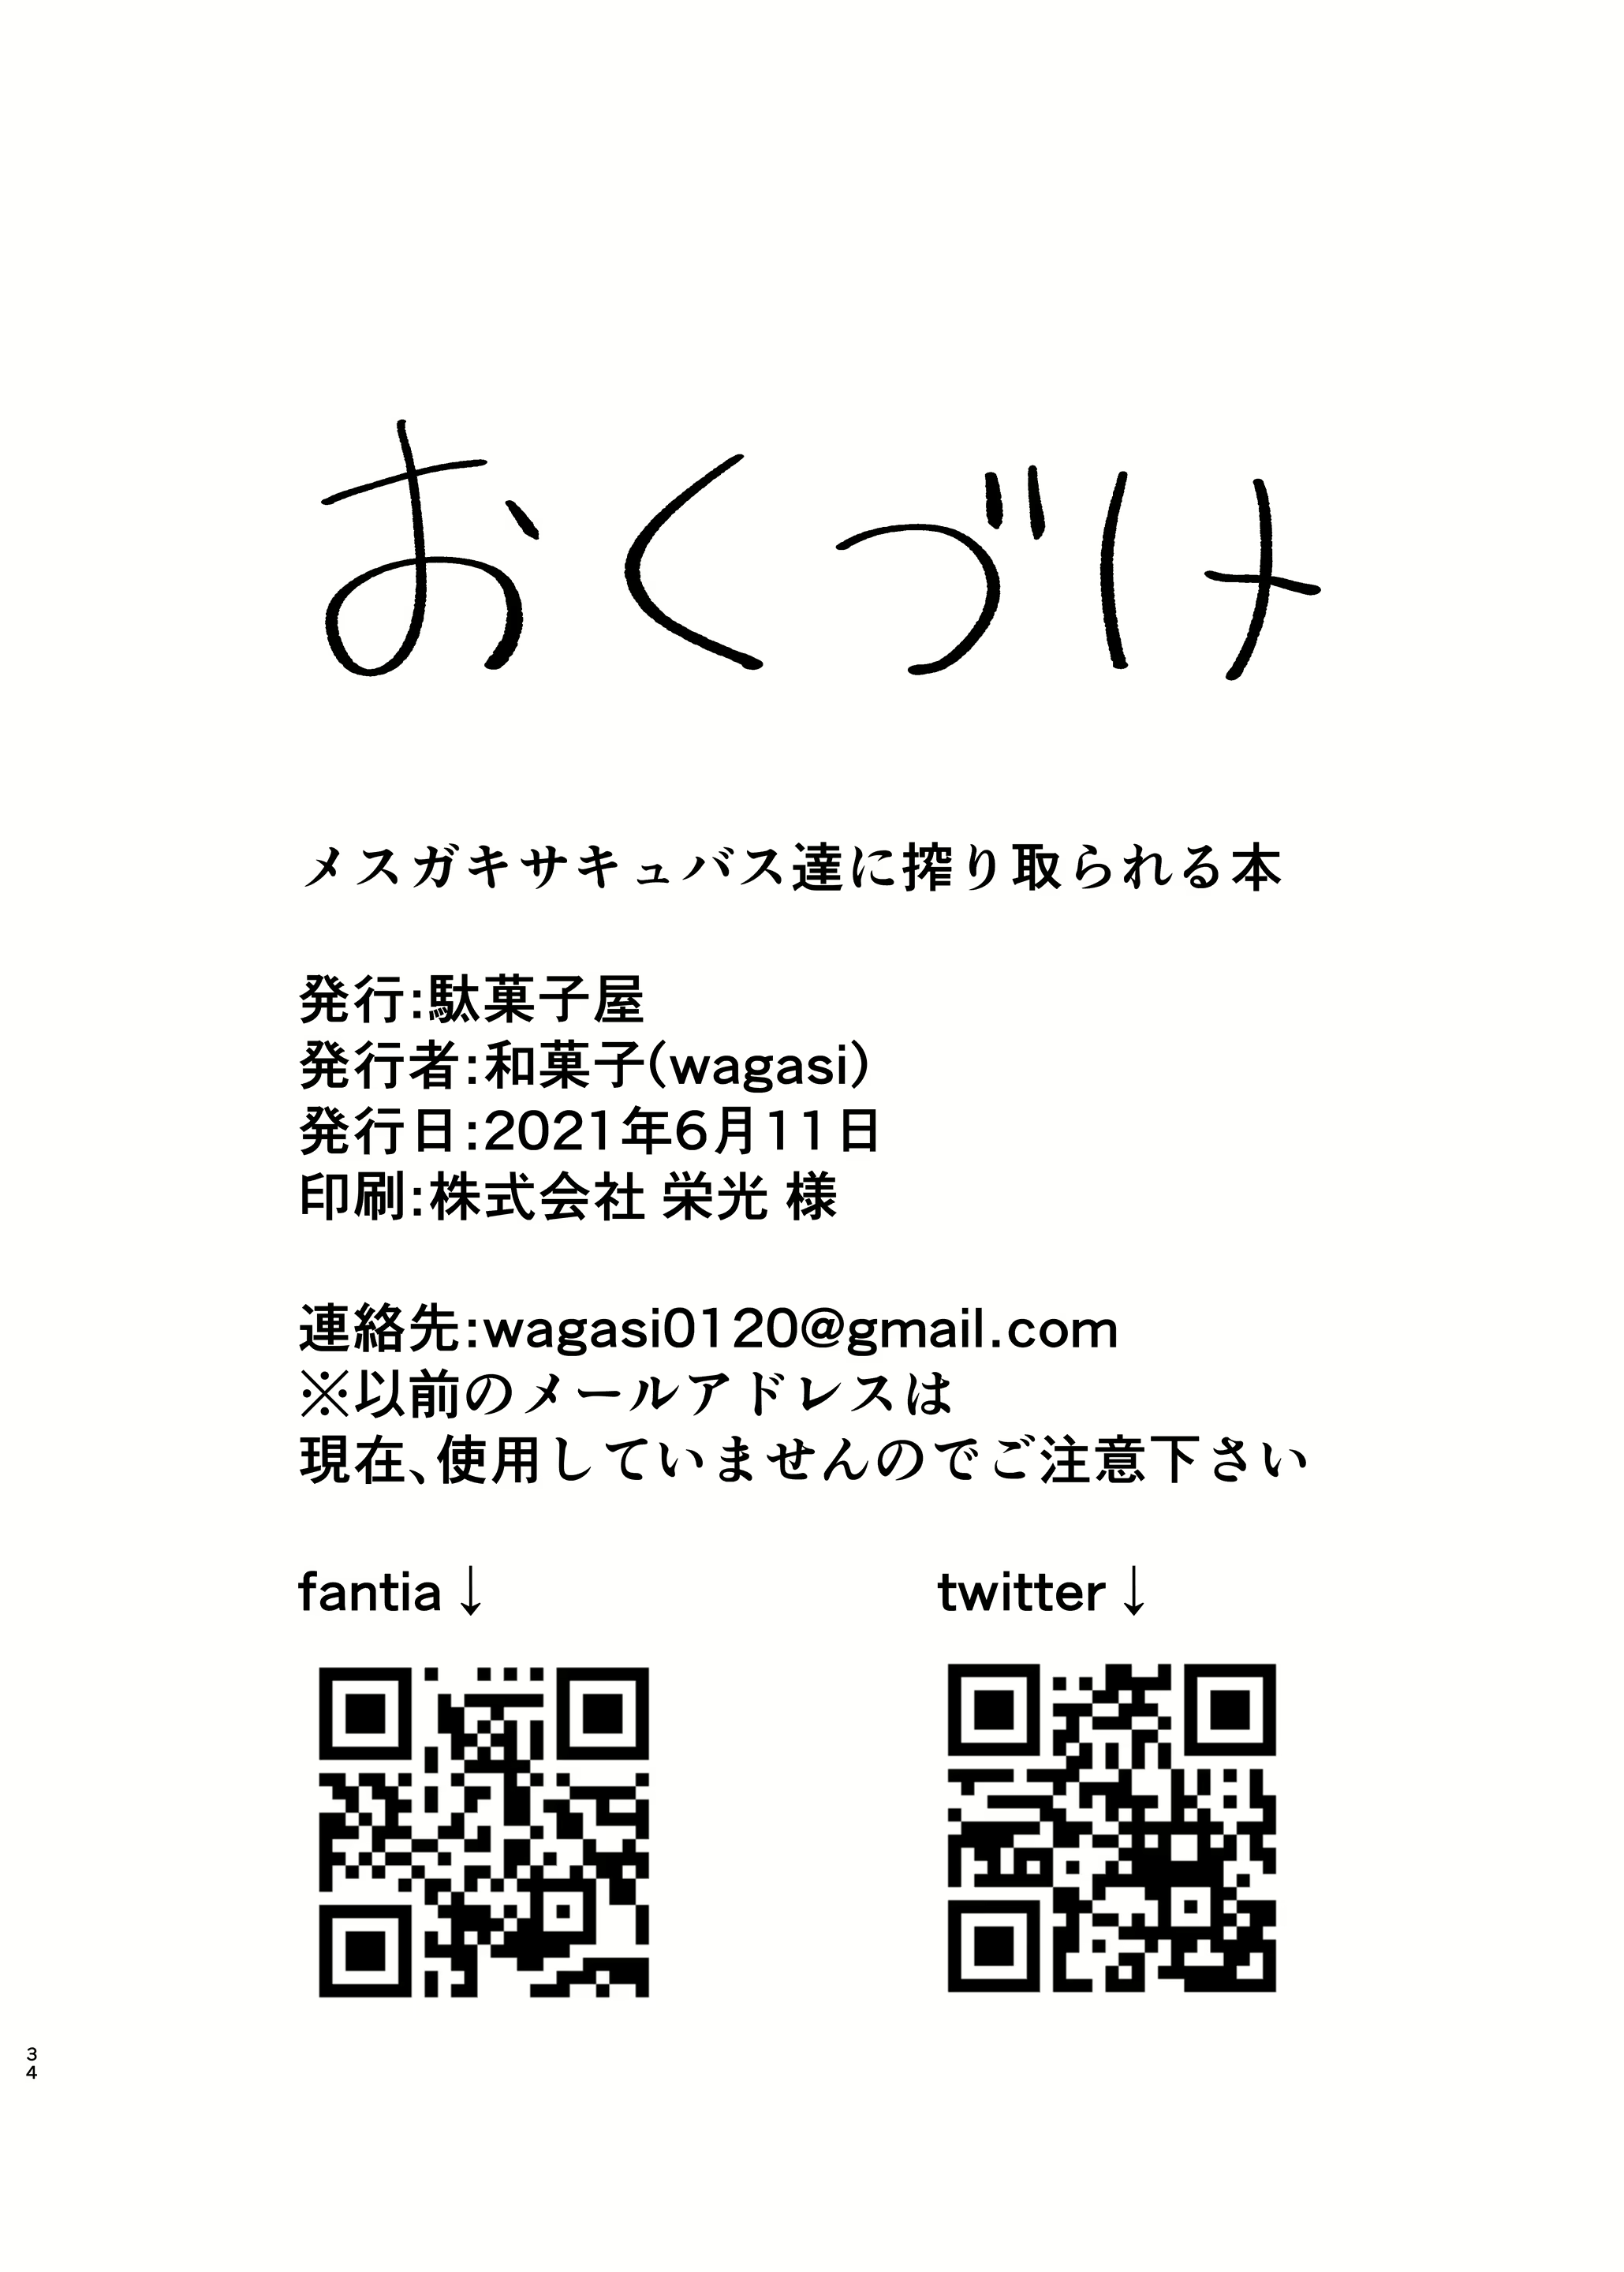 おくづけ
メスガキサキュバス達に搾り取られる本
発行:駄菓子屋
発行者:和菓子(wagasi)
発行日:2021年6月11日
印刷:株式会社 栄光 様
連絡先:wagasi0120@gmail.com
※以前のメールアドレスは
現在、使用していませんのでご注意下さい
fantia↓
twitter↓
34